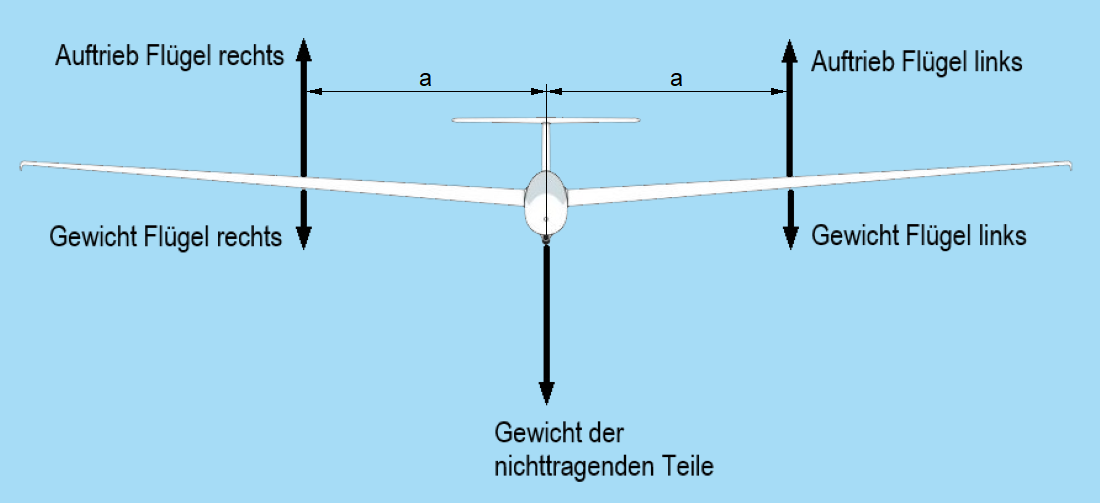 Auftrieb Flügel rechts
a
a
Auftrieb Flügel links
Gewicht Flügel rechts
Gewicht Flügel links
Gewicht der
nichttragenden Teile